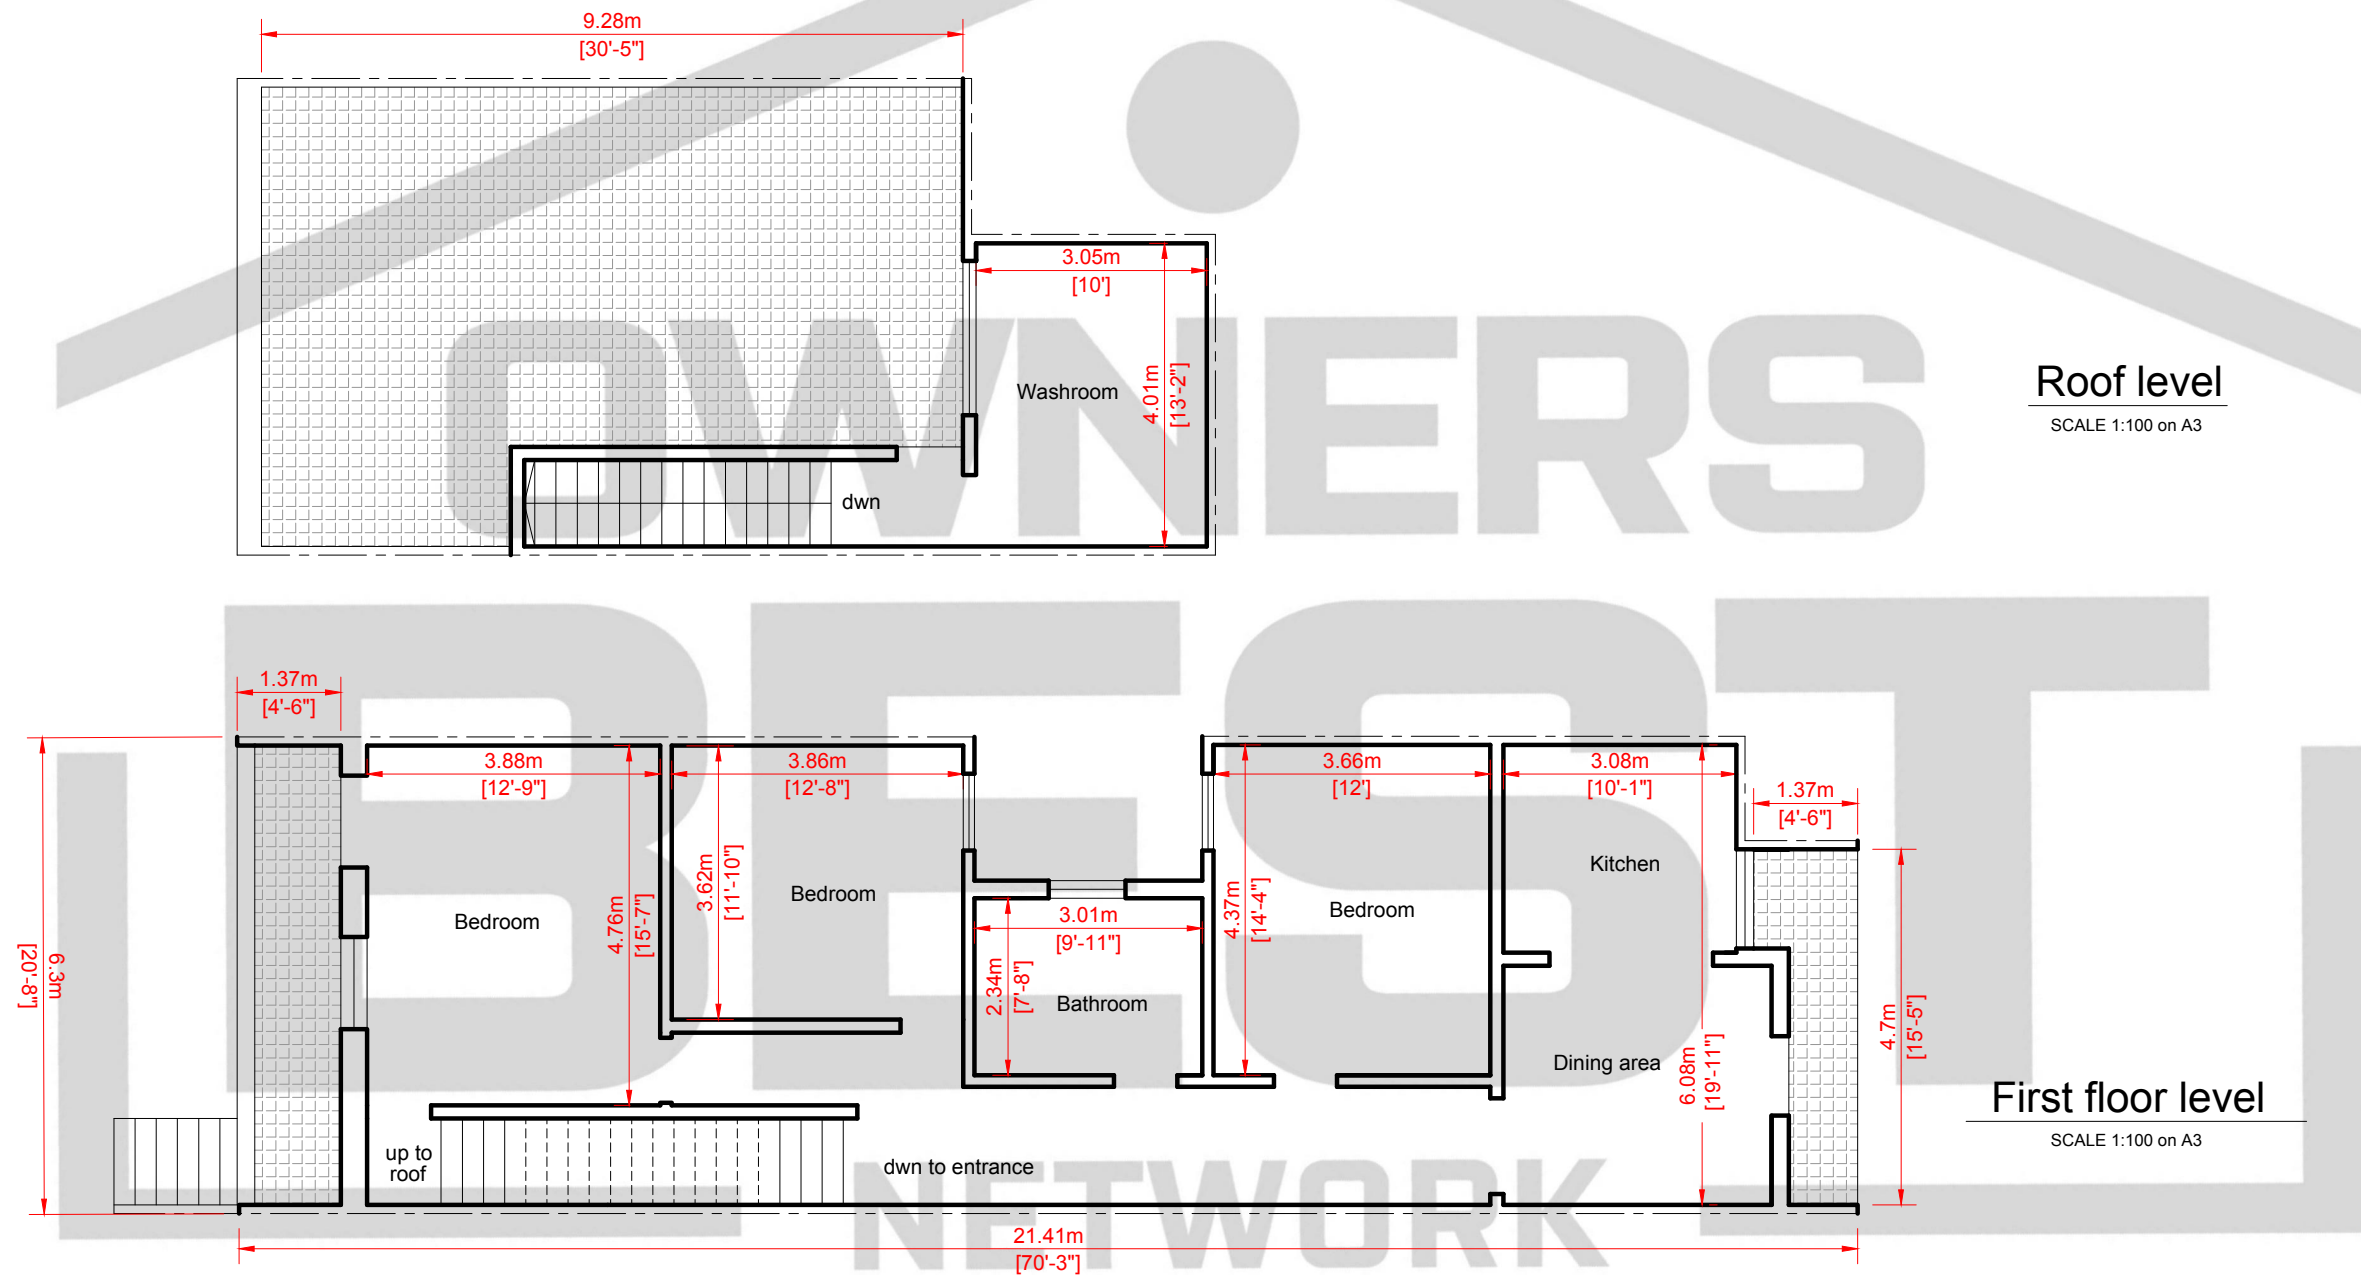 9.28m
[30'-5"]
3.05m
[10']
Washroom
4.01m
[13'-2"]
dwn
Roof level
SCALE 1:100 on A3
OWNERS
BEST
NETWORK
1.37m
[4'-6"]
3.88m
[12'-9"]
3.86m
[12'-8"]
3.66m
[12']
3.08m
[10'-1"]
1.37m
[4'-6"]
6.3m
[20'-8"]
Bedroom
4.76m
[15'-7"]
3.62m
[11'-10"]
Bedroom
3.01m
[9'-11"]
2.34m
[7'-8"]
Bathroom
4.37m
[14'-4"]
Bedroom
Kitchen
Dining area
6.08m
[19'-11"]
4.7m
[15'-5"]
up to
roof
dwn to entrance
First floor level
SCALE 1:100 on A3
21.41m
[70'-3"]